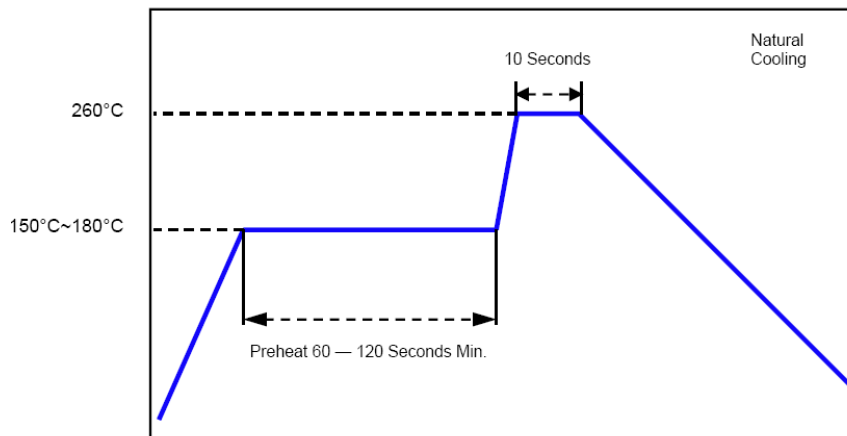 Natural
Cooling
10 Seconds
260°C
150°C~180°C
Preheat 60 — 120 Seconds Min.